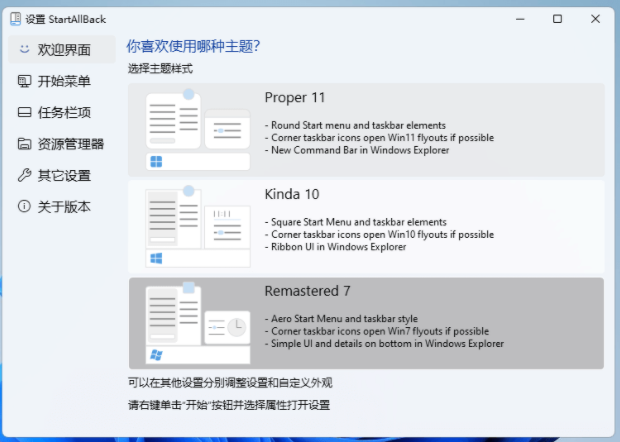 设置 StartAllBack
欢迎界面
开始菜单
任务栏项
资源管理器
其它设置
关于版本
你喜欢使用哪种主题？
选择主题样式
Proper 11
- Round Start menu and taskbar elements
- Corner taskbar icons open Win11 flyouts if possible
- New Command Bar in Windows Explorer
Kinda 10
- Square Start Menu and taskbar elements
- Corner taskbar icons open Win10 flyouts if possible
- Ribbon UI in Windows Explorer
Remastered 7
- Aero Start Menu and taskbar style
- Corner taskbar icons open Win7 flyouts if possible
- Simple UI and details on bottom in Windows Explorer
可以在其他设置分别调整设置和自定义外观
请右键单击“开始”按钮并选择属性打开设置